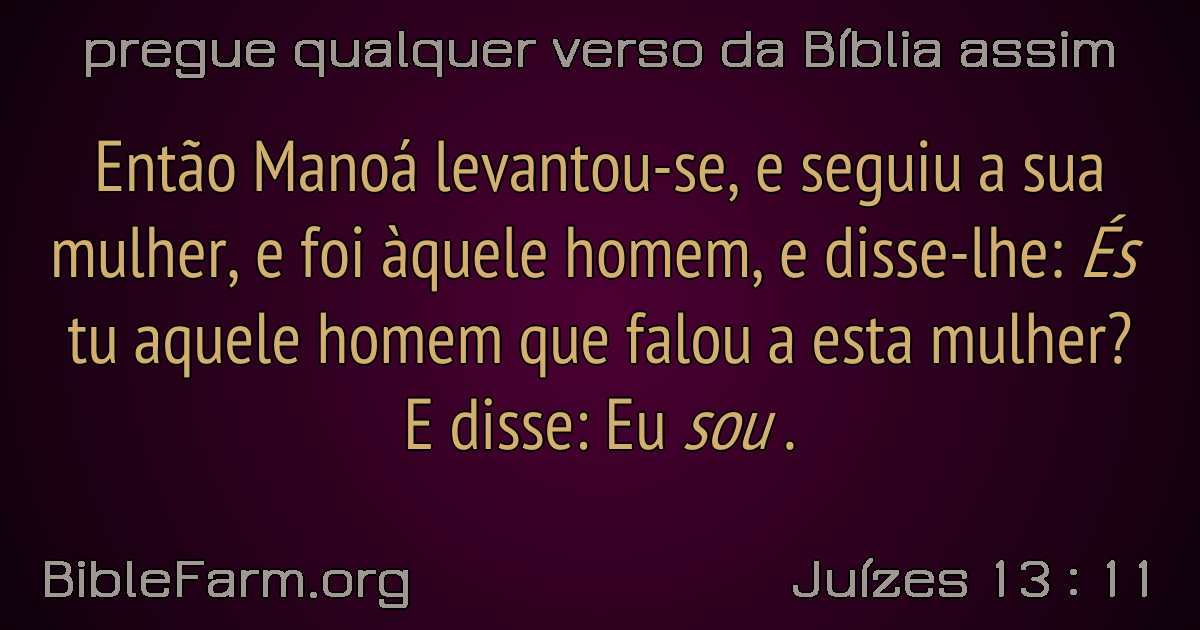 pregue qualquer verso da Bíblia assim
Então Manoá levantou-se, e seguiu a sua
mulher, e foi àquele homem, e disse-lhe: És
tu aquele homem que falou a esta mulher?
E disse: Eu sou .
BibleFarm.org
Juízes 13 : 11